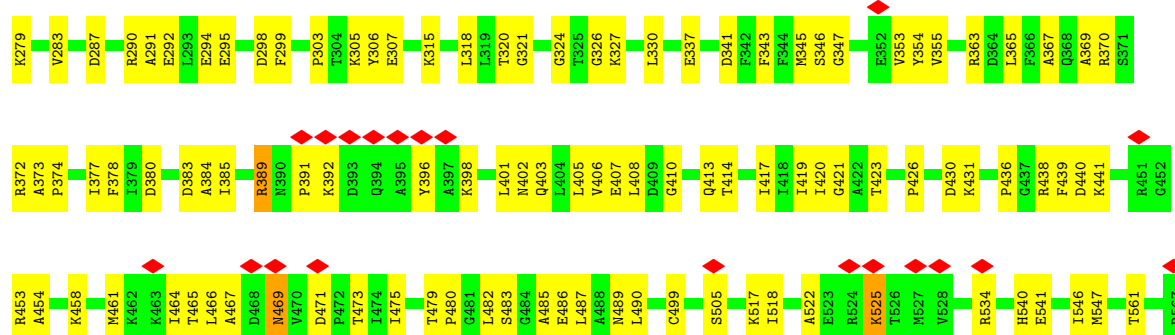 K279 V283 D287 R290 A291 E292 L293 E294 E295 D298 F299 P303 T304 K305 Y306 E307 K315 L318 L319 T320 G321 G324 T325 G326 K327 L330 E337 D341 F342 F343 F344 M345 S346 G347 E352 V353 Y354 V355 R363 D364 L365 F366 A367 Q368 A369 R370 S371
R372 A373 P374 I377 F378 I379 D380 D383 A384 I385 R389 N390 P391 K392 D393 Q394 A395 Y396 A397 K398 L401 N402 Q403 L404 L405 V406 E407 L408 D409 G410 Q413 T414 I417 I418 I419 I420 G421 A422 T423 P426 D430 K431 P436 G437 R438 F439 D440 K441 R451 G452
R453 A454 K458 M461 K462 K463 I464 T465 L466 A467 D468 N469 V470 D471 P472 T473 I474 I475 T479 P480 G481 L482 S483 G484 A485 E486 L487 A488 N489 L490 C499 S505 K517 I518 A522 E523 R524 K525 T526 M527 V528 R534 H540 E541 I546 M547 T561